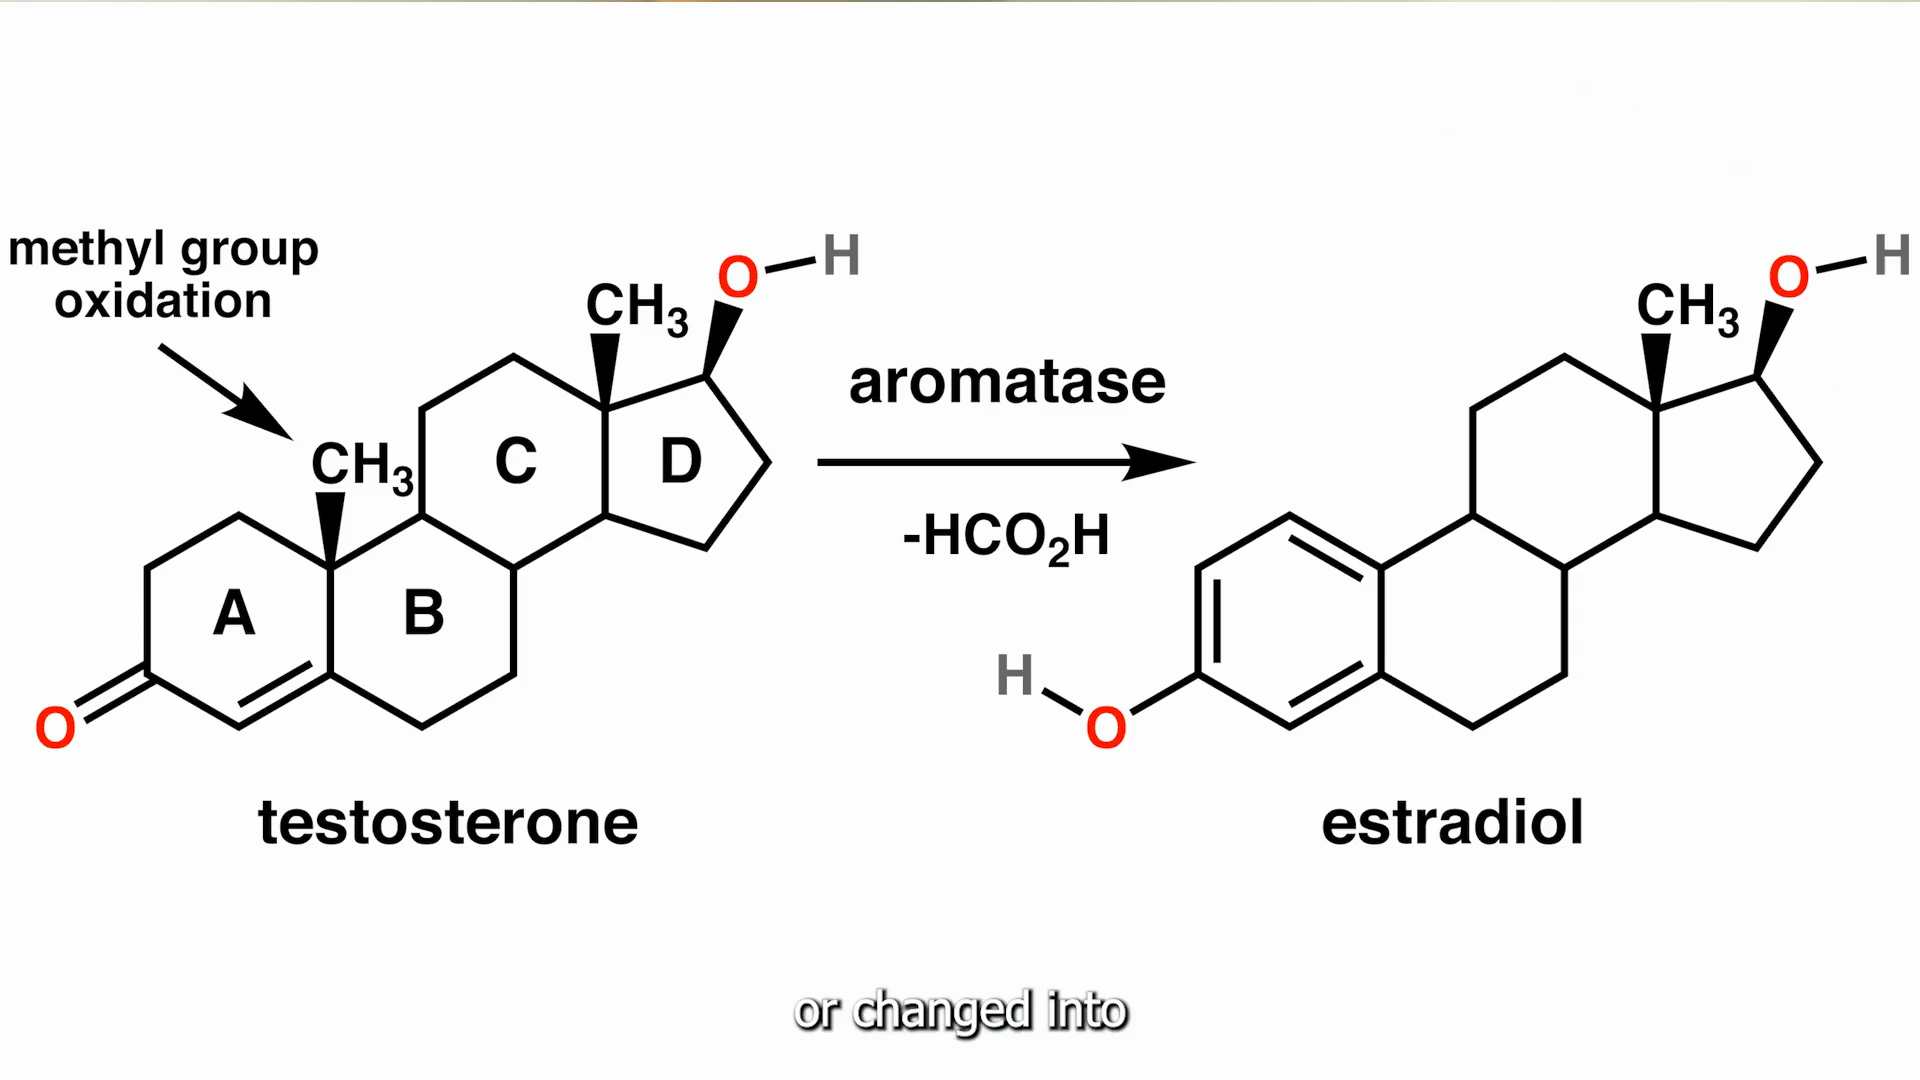 methyl group
oxidation
CH3
A
B
C
D
CH3
O
H
O
testosterone
aromatase
-HCO2H
CH3
O
H
H
O
estradiol
or changed into